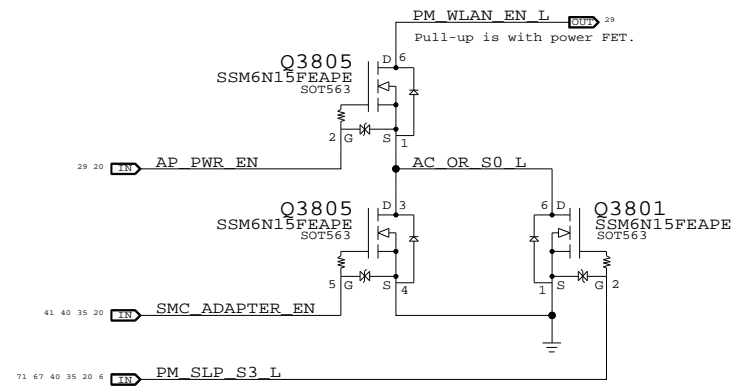 PM_WLAN_EN_L OUT 29
Pull-up is with power FET.
Q3805
SSM6N15FEAPE
SOT563
D 6
2 G S 1
29 20 IN AP_PWR_EN
AC_OR_S0_L
Q3805
SSM6N15FEAPE
SOT563
D 3
5 G S 4
6 D
Q3801
SSM6N15FEAPE
SOT563
1 S G 2
41 40 35 20 IN SMC_ADAPTER_EN
71 67 40 35 20 6 IN PM_SLP_S3_L